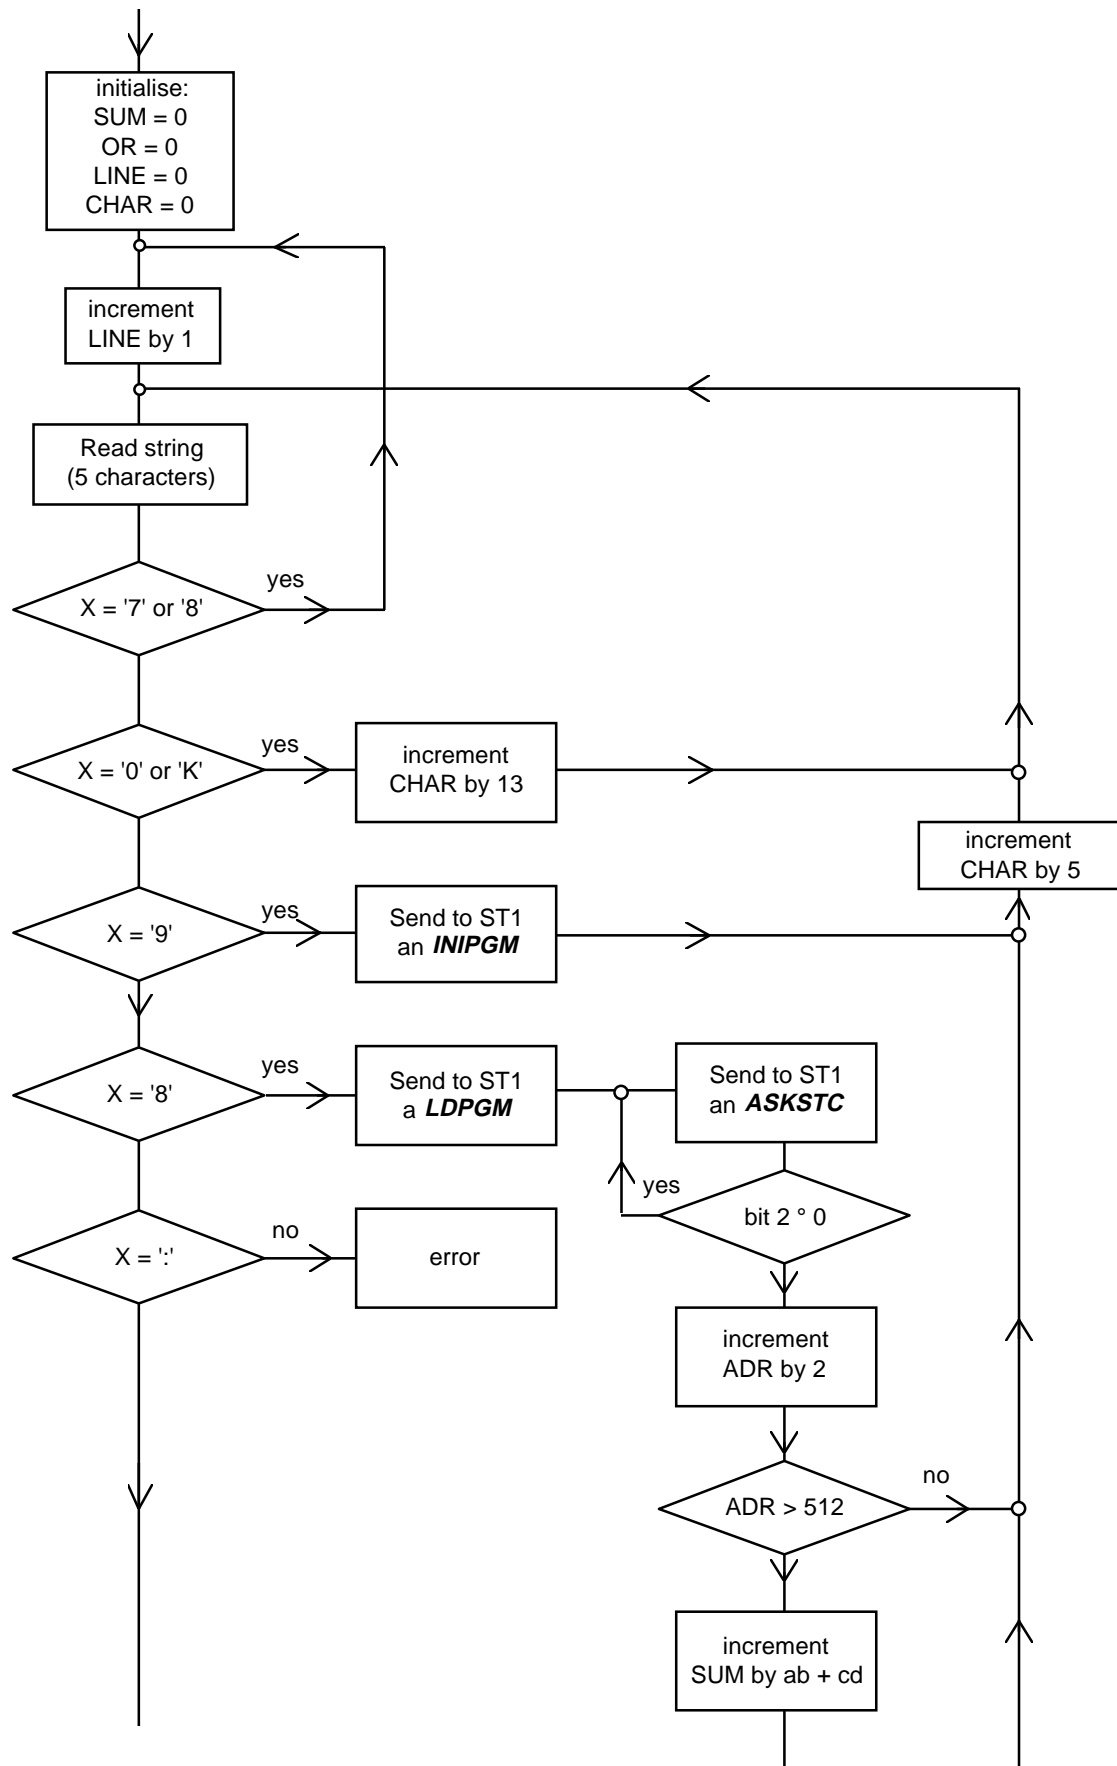 initialise:
SUM = 0
OR = 0
LINE = 0
CHAR = 0
increment
LINE by 1
Read string
(5 characters)
X = '7' or '8'
yes
X = '0' or 'K'
yes
increment
CHAR by 13
increment
CHAR by 5
X = '9'
yes
Send to ST1
an INIPGM
X = '8'
yes
Send to ST1
a LDPGM
Send to ST1
an ASKSTC
yes
bit 2 ° 0
X = ':'
no
error
increment
ADR by 2
ADR > 512
no
increment
SUM by ab + cd